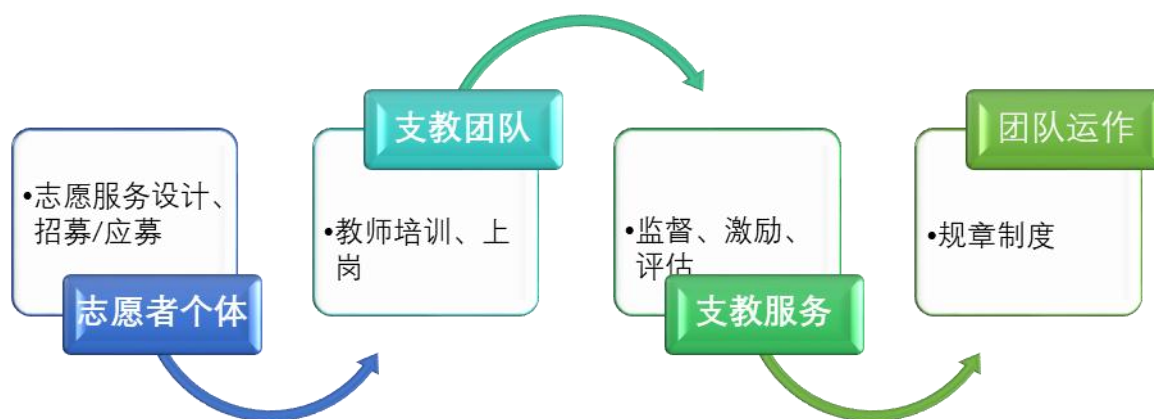 •志愿服务设计、
招募/应募
志愿者个体
支教团队
•教师培训、上
岗
•监督、激励、
评估
支教服务
团队运作
•规章制度